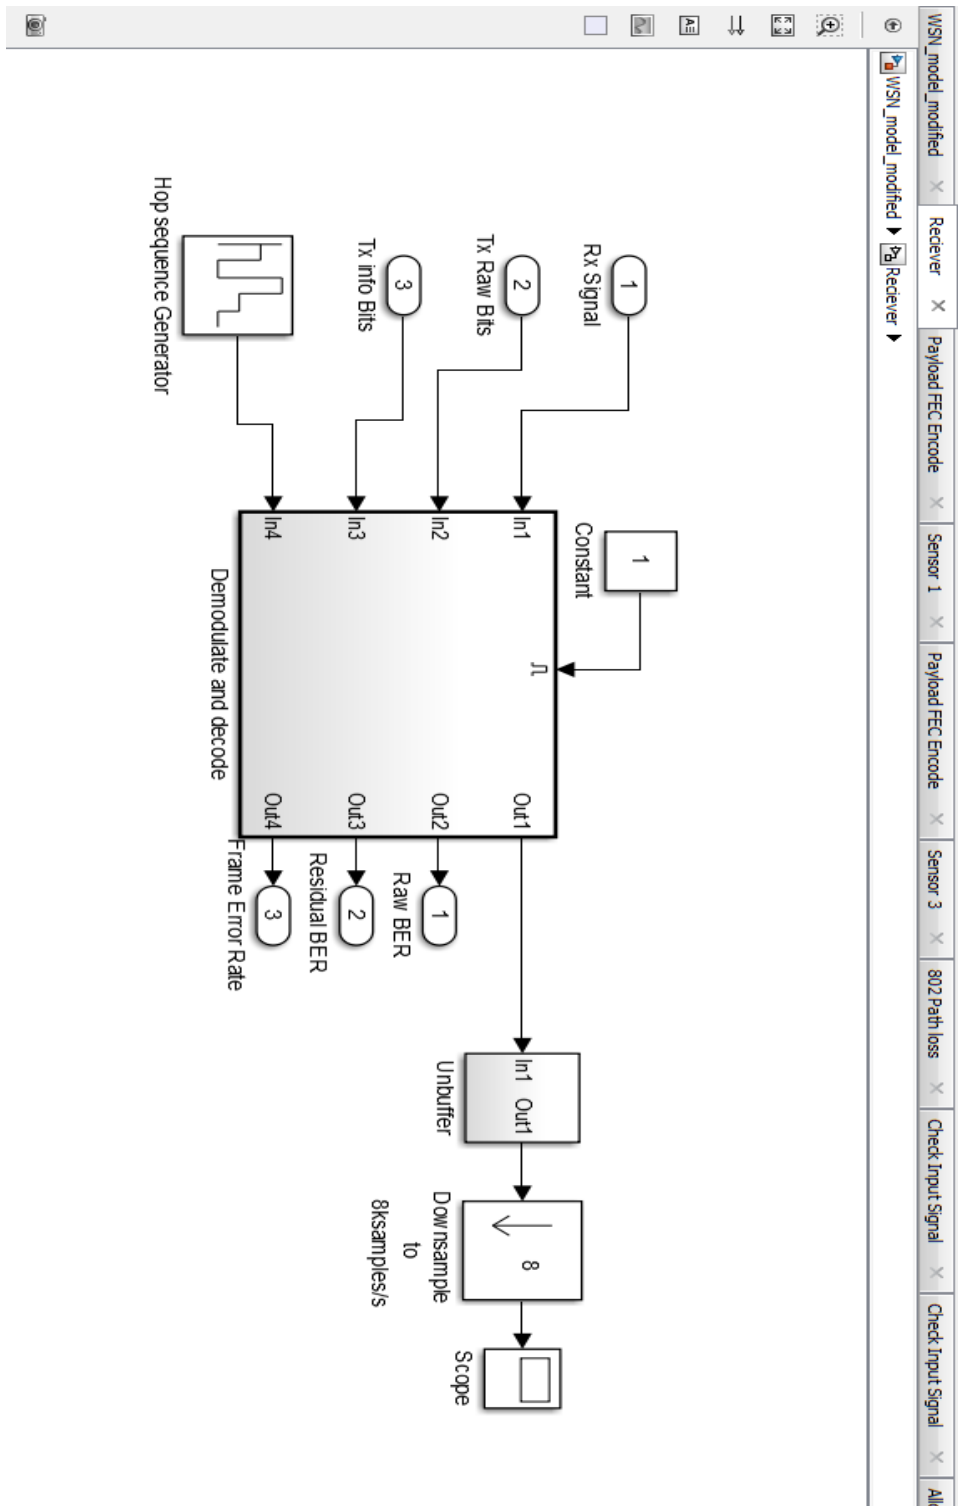 WSN_model_modified
Reciever
Payload FEC Encode
Sensor 1
Payload FEC Encode
Sensor 3
802 Path loss
Check Input Signal
Check Input Signal
WSN_model_modified
Reciever
1
Constant
1
Rx Signal
2
Tx Raw Bits
3
Tx info Bits
Hop sequence Generator
In1
In2
In3
In4
Out1
Out2
Out3
Out4
Demodulate and decode
1
Raw BER
2
Residual BER
3
Frame Error Rate
In1 Out1
Unbuffer
8
Downsample
to
8ksamples/s
Scope